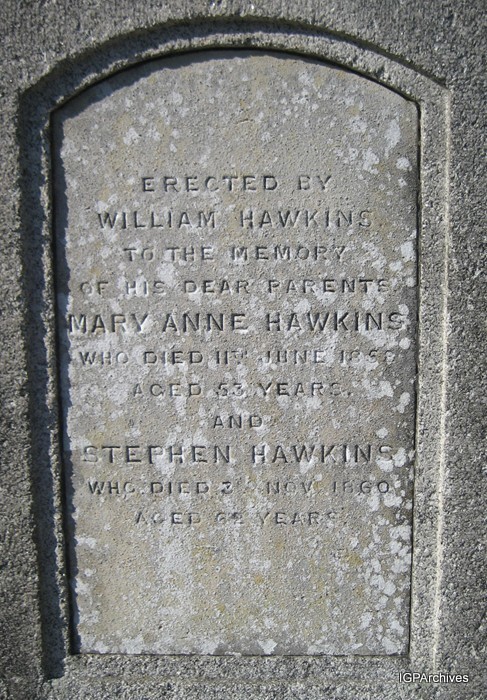 ERECTED BY
WILLIAM HAWKINS
TO THE MEMORY
OF HIS DEAR PARENTS
MARY ANNE HAWKINS
WHO DIED 11TH JUNE
AGED 53 YEARS.
AND
STEPHEN HAWKINS
WHO DIED 3RD NOV. 1860
AGED YEARS.
IGPArchives